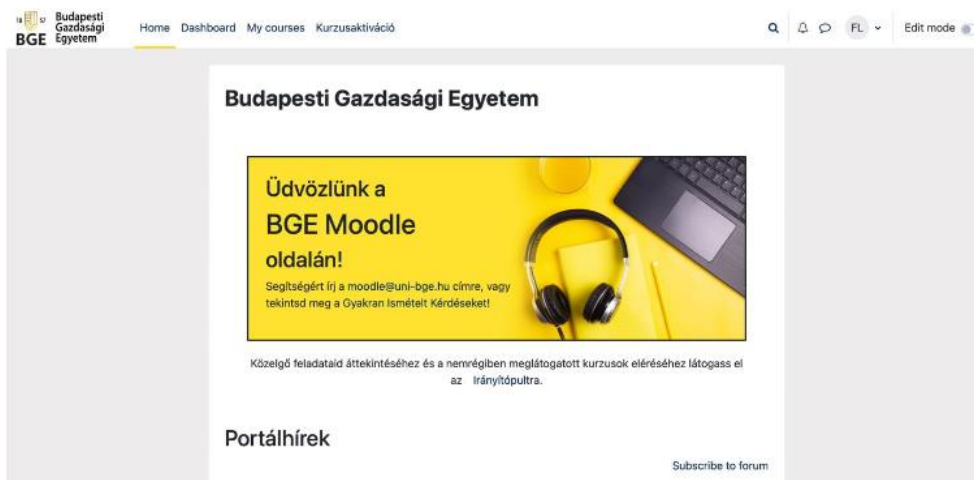 Budapesti
Gazdasági
BGE Egyetem
Home Dashboard My courses Kurzusaktiváció
FL
Edit mode
Budapesti Gazdasági Egyetem
Üdvözlünk a
BGE Moodle
oldalán!
Segítségért írj a moodle@uni-bge.hu címre, vagy
tekintsd meg a Gyakran Ismételt Kérdéseket!
Közelgő feladataid áttekintéséhez és a nemrégiben meglátogatott kurzusok eléréséhez látogass el
az Irányítópultra.
Portálhírek
Subscribe to forum